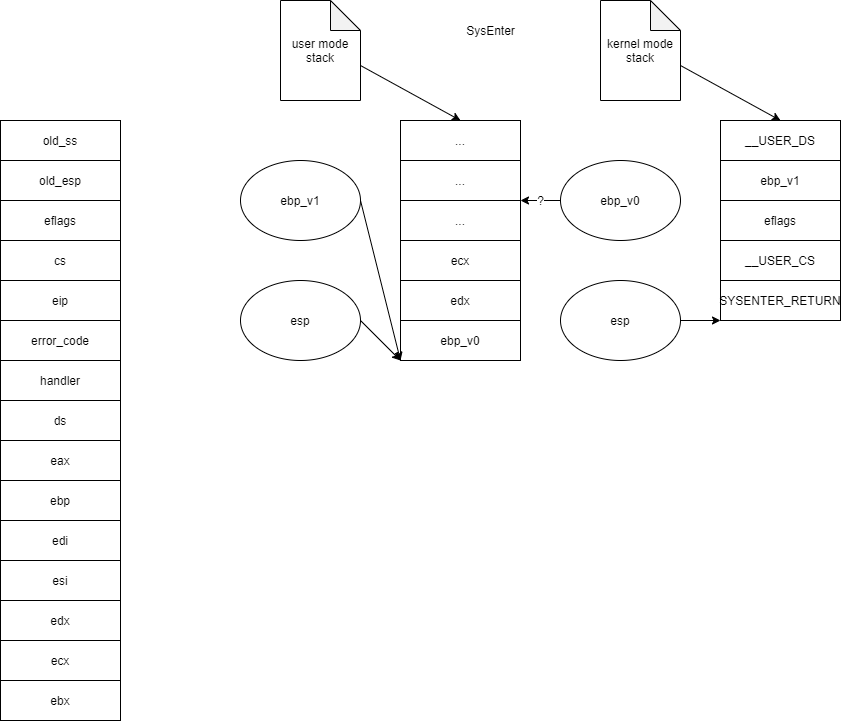 SysEnter
user mode
stack
kernel mode
stack
old_ss
old_esp
eflags
cs
eip
error_code
handler
ds
eax
ebp
edi
esi
edx
ecx
ebx
ebp_v1
esp
...
...
...
ecx
edx
ebp_v0
?
ebp_v0
esp
__USER_DS
ebp_v1
eflags
__USER_CS
SYSENTER_RETURN